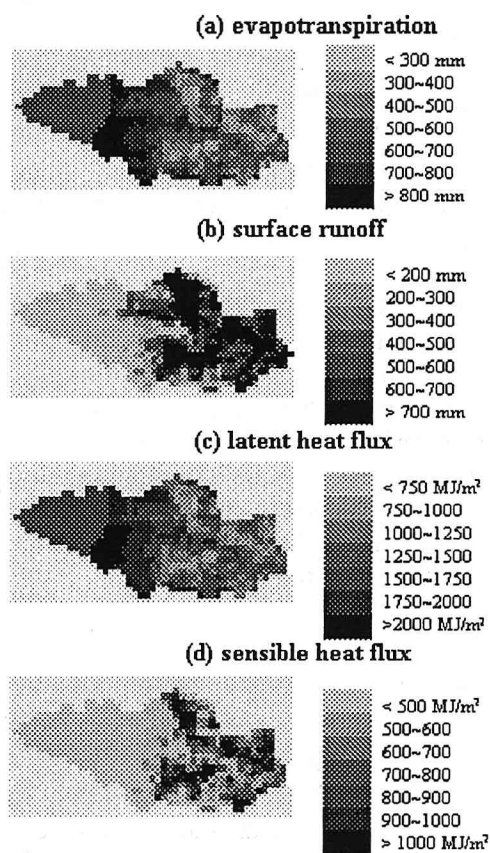 (a) evapotranspiration
< 300 mm
300~400
400~500
500~600
600~700
700~800
> 800 mm
(b) surface runoff
< 200 mm
200~300
300~400
400~500
500~600
600~700
> 700 mm
(c) latent heat flux
< 750 MJ/m²
750~1000
1000~1250
1250~1500
1500~1750
1750~2000
>2000 MJ/m²
(d) sensible heat flux
< 500 MJ/m²
500~600
600~700
700~800
800~900
900~1000
> 1000 MJ/m²